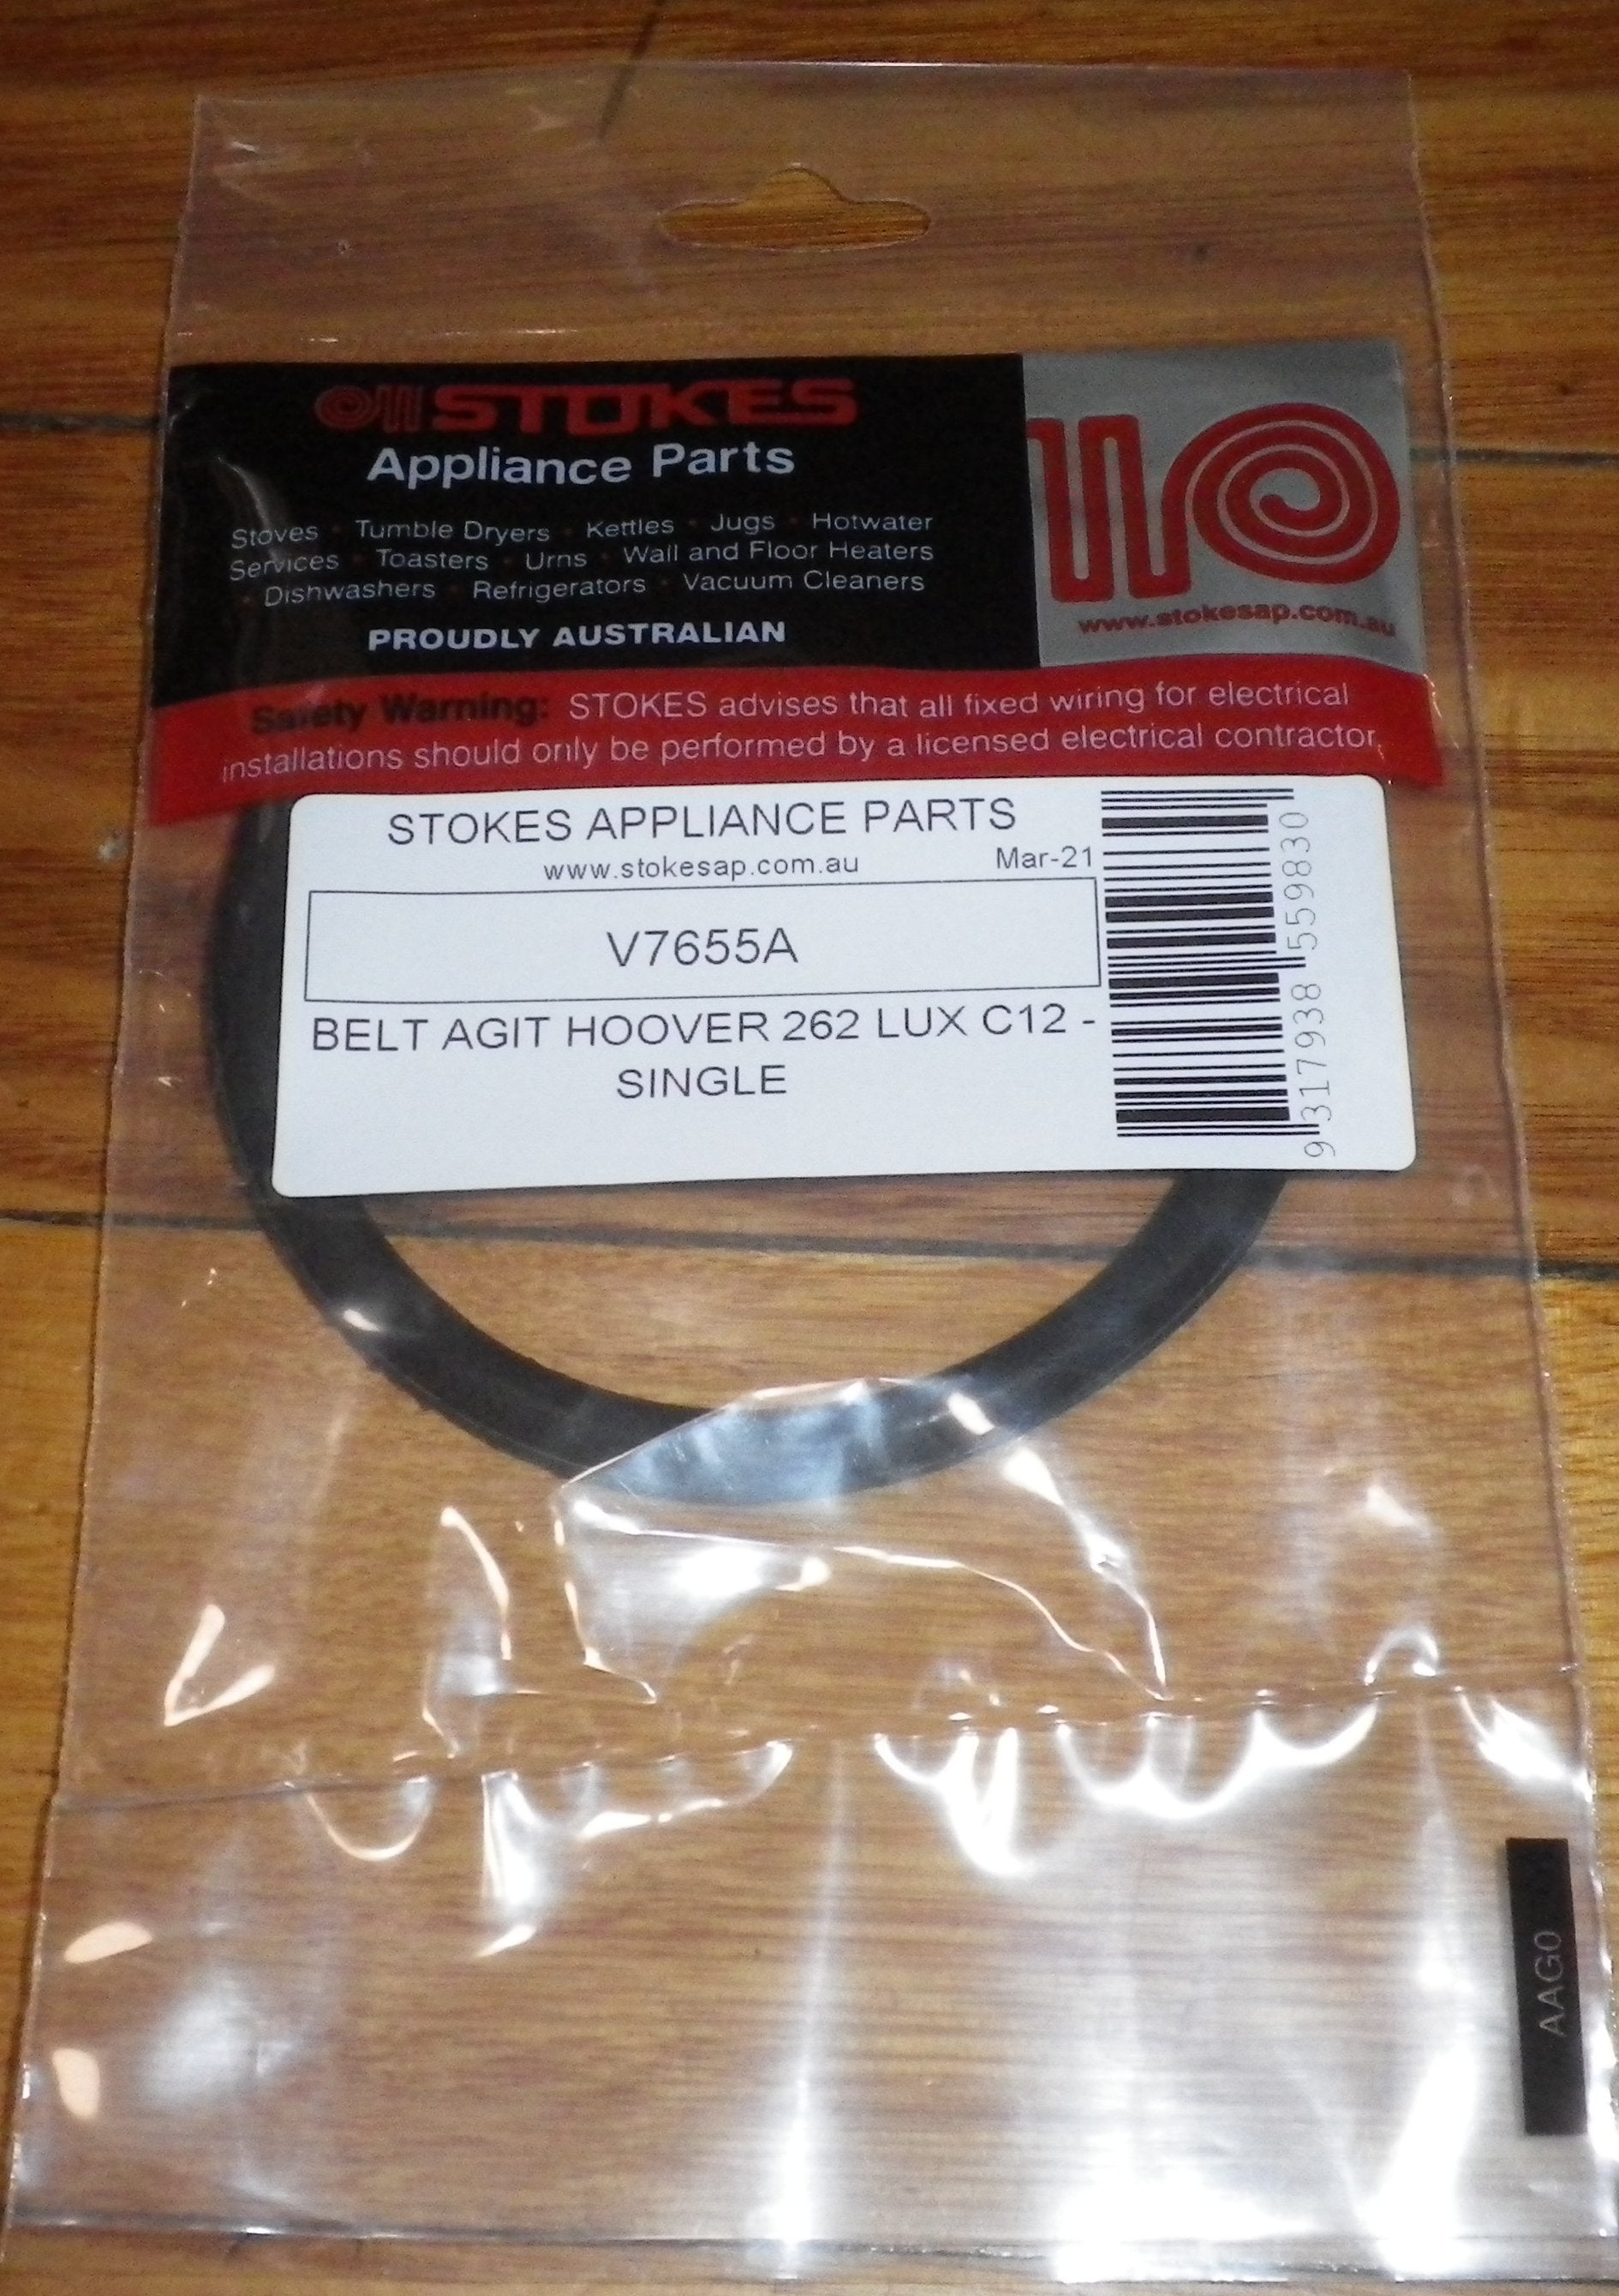 STOKES
Appliance Parts
Stoves · Tumble Dryers · Kettles · Jugs · Hotwater
Services · Toasters · Urns · Wall and Floor Heaters
· Dishwashers · Refrigerators · Vacuum Cleaners
PROUDLY AUSTRALIAN
www.stokesap.com.au
Safety Warning: STOKES advises that all fixed wiring for electrical
installations should only be performed by a licensed electrical contractor.
STOKES APPLIANCE PARTS
www.stokesap.com.au Mar-21
V7655A
BELT AGIT HOOVER 262 LUX C12 -
SINGLE
9 317938 559830
AAG0